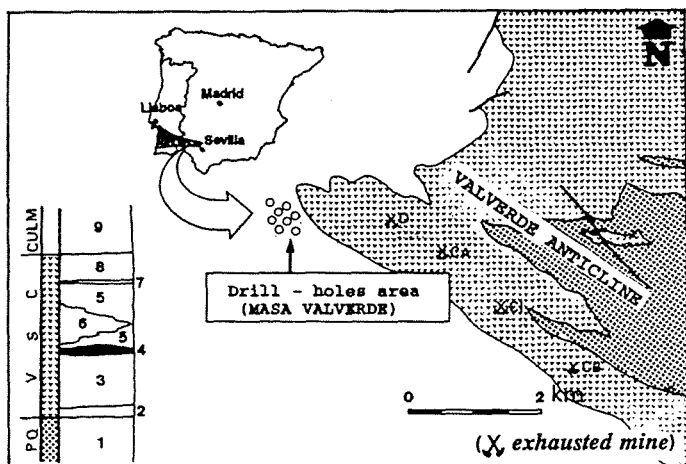 N
Madrid
Lisboa
Sevilla
VALVERDE ANTICLINE
D
CA
CB
Drill - holes area
(MASA VALVERDE)
0 2 km
(exhausted mine)
CULM
V S C
PQ
9
8
7
5
6
5
4
3
2
1